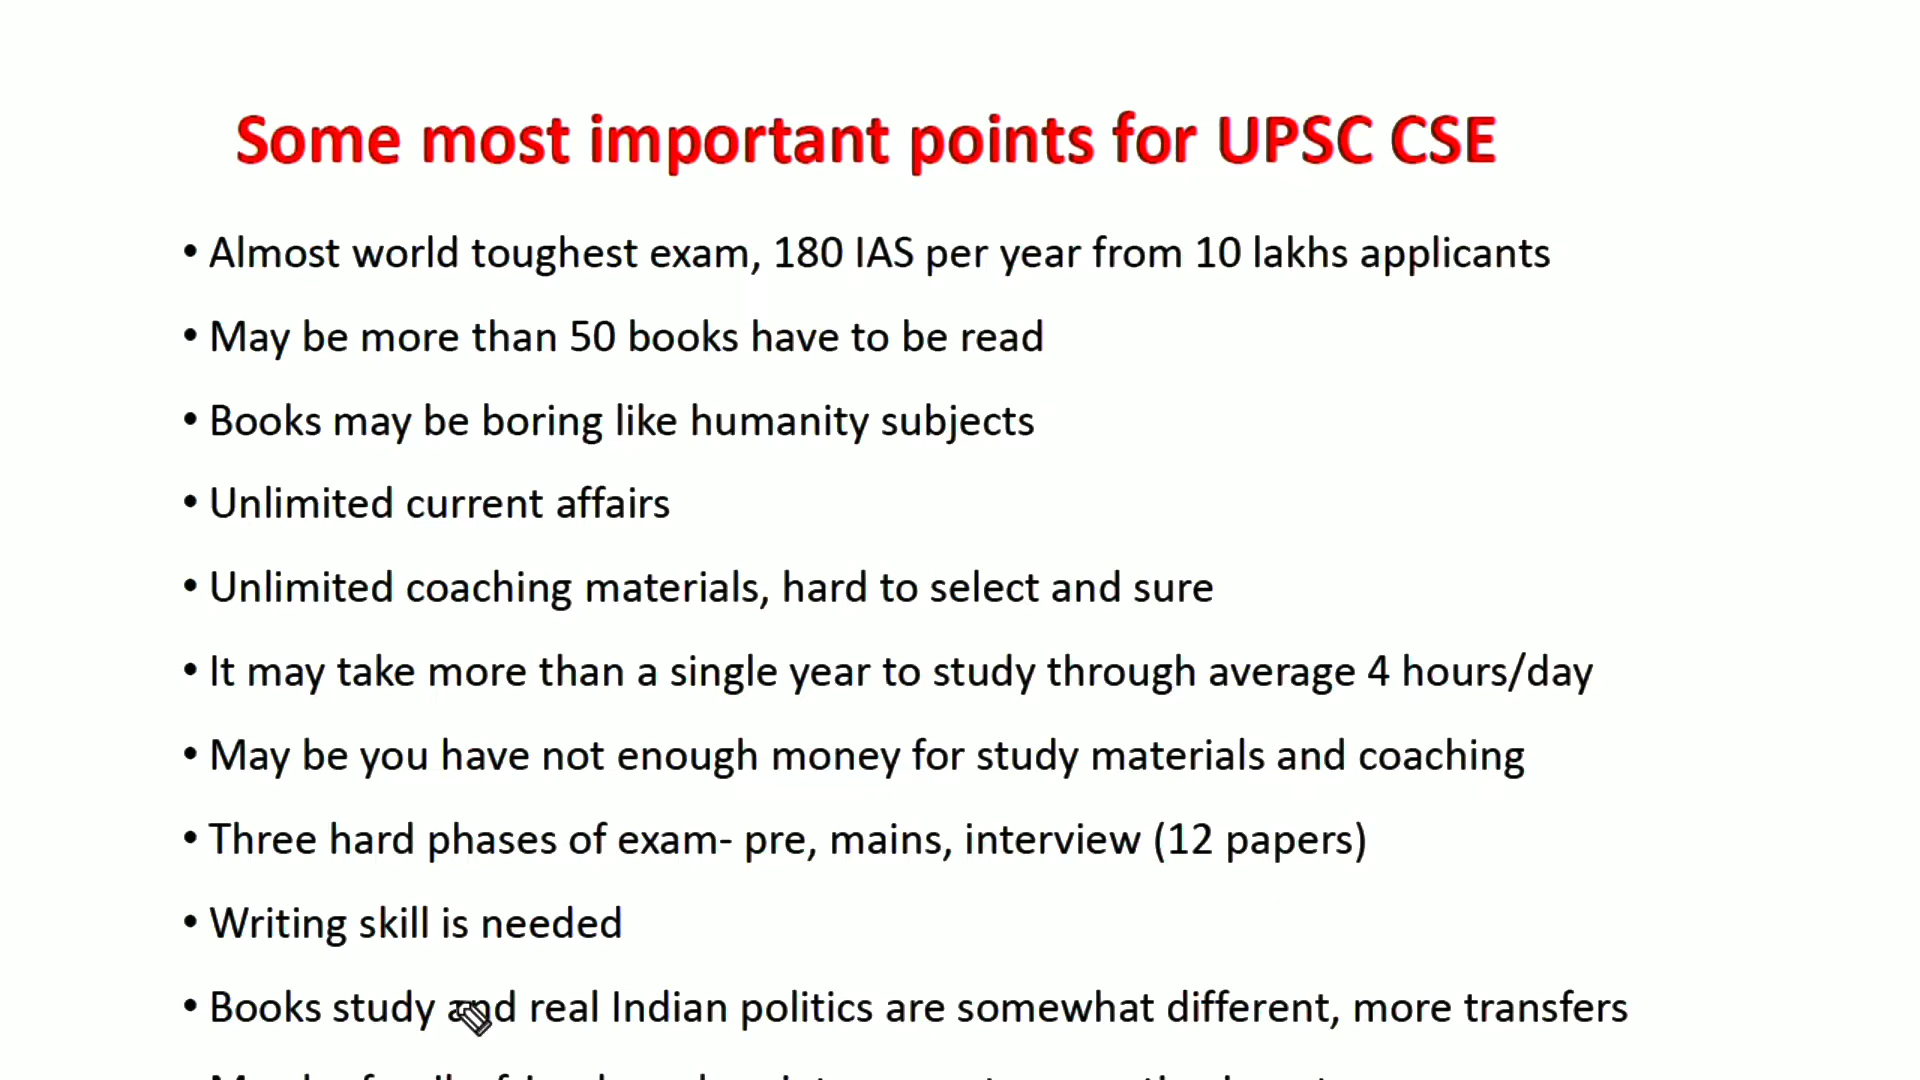 Some most important points for UPSC CSE
• Almost world toughest exam, 180 IAS per year from 10 lakhs applicants
• May be more than 50 books have to be read
• Books may be boring like humanity subjects
• Unlimited current affairs
• Unlimited coaching materials, hard to select and sure
• It may take more than a single year to study through average 4 hours/day
• May be you have not enough money for study materials and coaching
• Three hard phases of exam- pre, mains, interview (12 papers)
• Writing skill is needed
• Books study and real Indian politics are somewhat different, more transfers